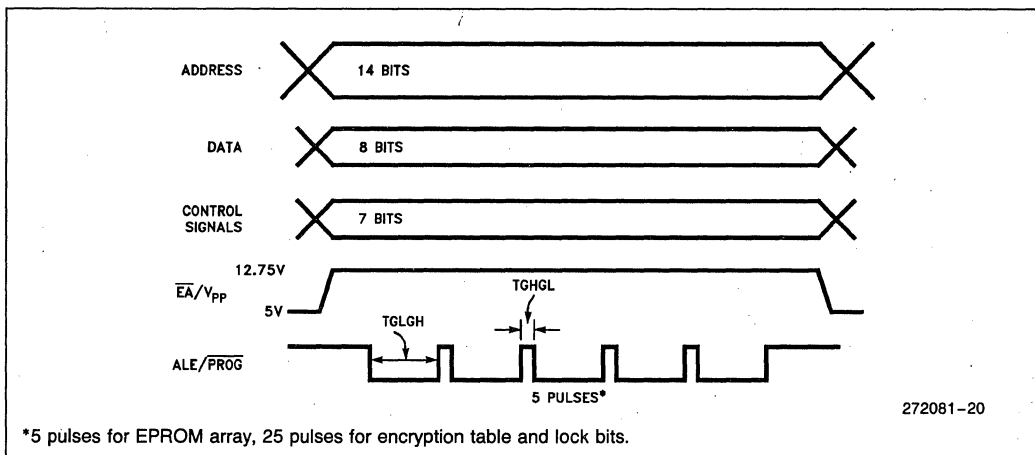 ADDRESS
14 BITS
DATA
8 BITS
CONTROL
SIGNALS
7 BITS
12.75V
EA/VPP
5V
TGHGL
TGLGH
ALE/PROG
5 PULSES*
272081-20
*5 pulses for EPROM array, 25 pulses for encryption table and lock bits.